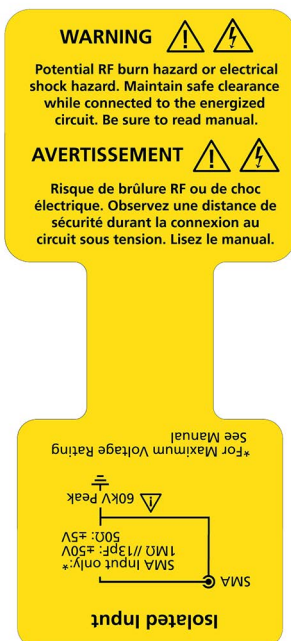 WARNING
Potential RF burn hazard or electrical
shock hazard. Maintain safe clearance
while connected to the energized
circuit. Be sure to read manual.
AVERTISSEMENT
Risque de brûlure RF ou de choc
électrique. Observez une distance de
sécurité durant la connexion au
circuit sous tension. Lisez le manual.
Isolated Input
SMA
SMA Input only:*
1MΩ //13pF: ±50V
50Ω: ±5V
60kV Peak
*For Maximum Voltage Rating
See Manual